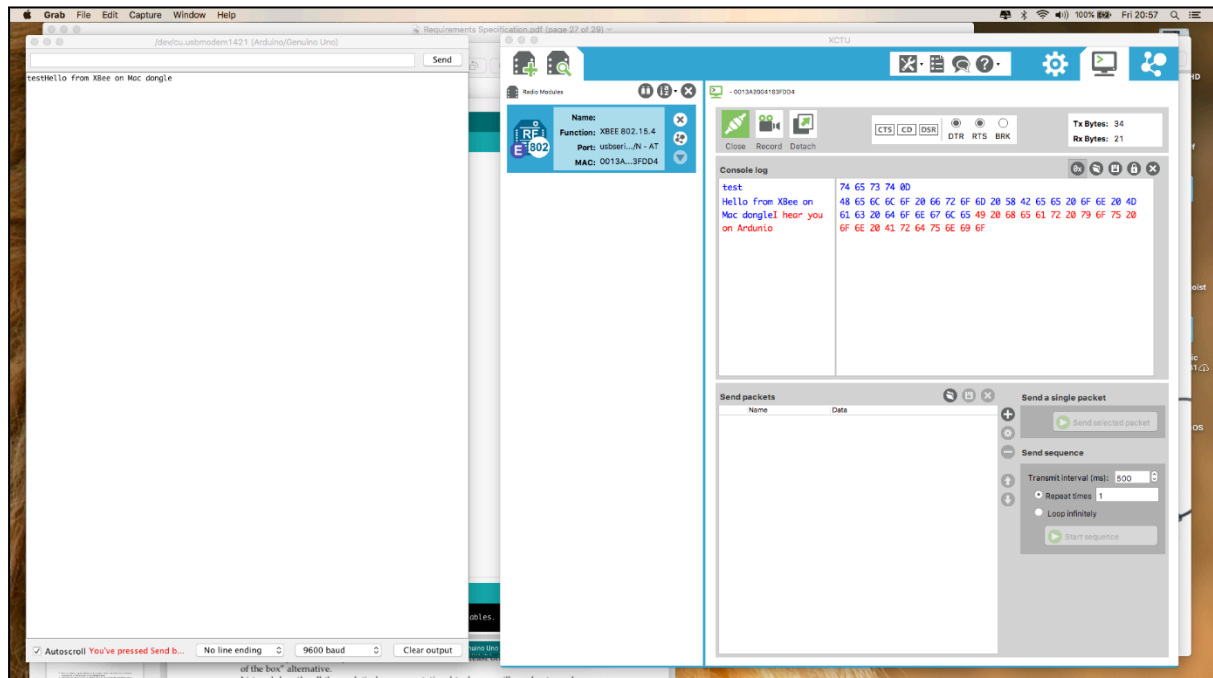 Grab File Edit Capture Window Help
100% Fri 20:57
Requirements Specification.pdf (page 27 of 29)
/dev/cu.usbmodem1421 (Arduino/Genuino Uno)
Send
testHello from XBee on Mac dongle
XCTU
Radio Modules
RF
802
E
Name:
Function: XBEE 802.15.4
Port: usbseri.../N - AT
MAC: 0013A...3FDD4
- 0013A2004183FDD4
Close Record Detach
CTS CD DSR DTR RTS BRK
Tx Bytes: 34
Rx Bytes: 21
Console log
test 74 65 73 74 0D
Hello from XBee on 48 65 6C 6C 6F 20 66 72 6F 6D 20 58 42 65 65 20 6F 6E 20 4D
Mac dongleI hear you 61 63 20 64 6F 6E 67 6C 65 49 20 68 65 61 72 20 79 6F 75 20
on Ardunio 6F 6E 20 41 72 64 75 6E 69 6F
Send packets
Name Data
Send a single packet
Send selected packet
Send sequence
Transmit interval (ms): 500
Repeat times 1
Loop infinitely
Start sequence
ables.
Autoscroll You've pressed Send b... No line ending 9600 baud Clear output
of the box" alternative.
HD
oist
ic
os